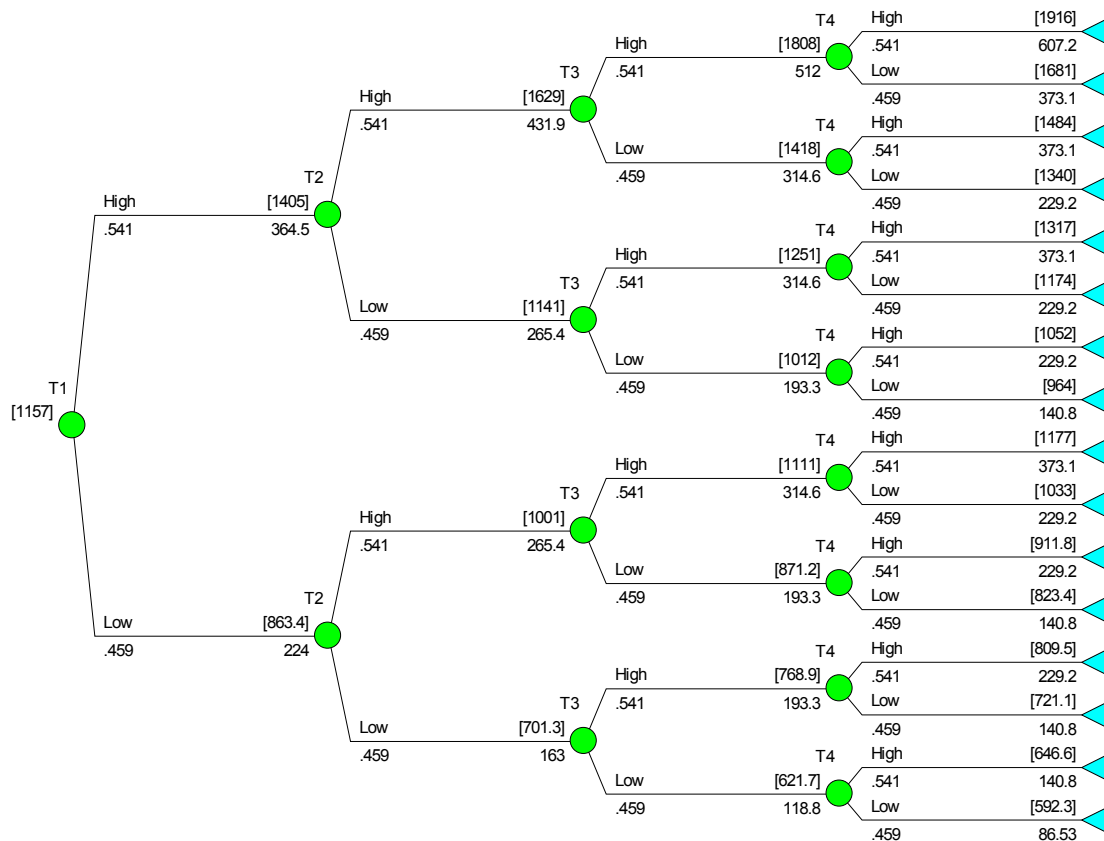 T4
High
[1916]
.541
607.2
High
[1808]
.541
512
Low
[1681]
.459
373.1
T3
High
[1629]
.541
431.9
T4
High
[1484]
.541
373.1
Low
[1418]
.459
314.6
Low
[1340]
.459
229.2
T2
High
[1405]
.541
364.5
T4
High
[1317]
.541
373.1
High
[1251]
.541
314.6
Low
[1174]
.459
229.2
T3
Low
[1141]
.459
265.4
T4
High
[1052]
.541
229.2
Low
[1012]
.459
193.3
Low
[964]
.459
140.8
T1
[1157]
T4
High
[1177]
.541
373.1
High
[1111]
.541
314.6
Low
[1033]
.459
229.2
T3
High
[1001]
.541
265.4
T4
High
[911.8]
.541
229.2
Low
[871.2]
.459
193.3
Low
[823.4]
.459
140.8
T2
Low
[863.4]
.459
224
T4
High
[809.5]
.541
229.2
High
[768.9]
.541
193.3
Low
[721.1]
.459
140.8
T3
Low
[701.3]
.459
163
T4
High
[646.6]
.541
140.8
Low
[621.7]
.459
118.8
Low
[592.3]
.459
86.53